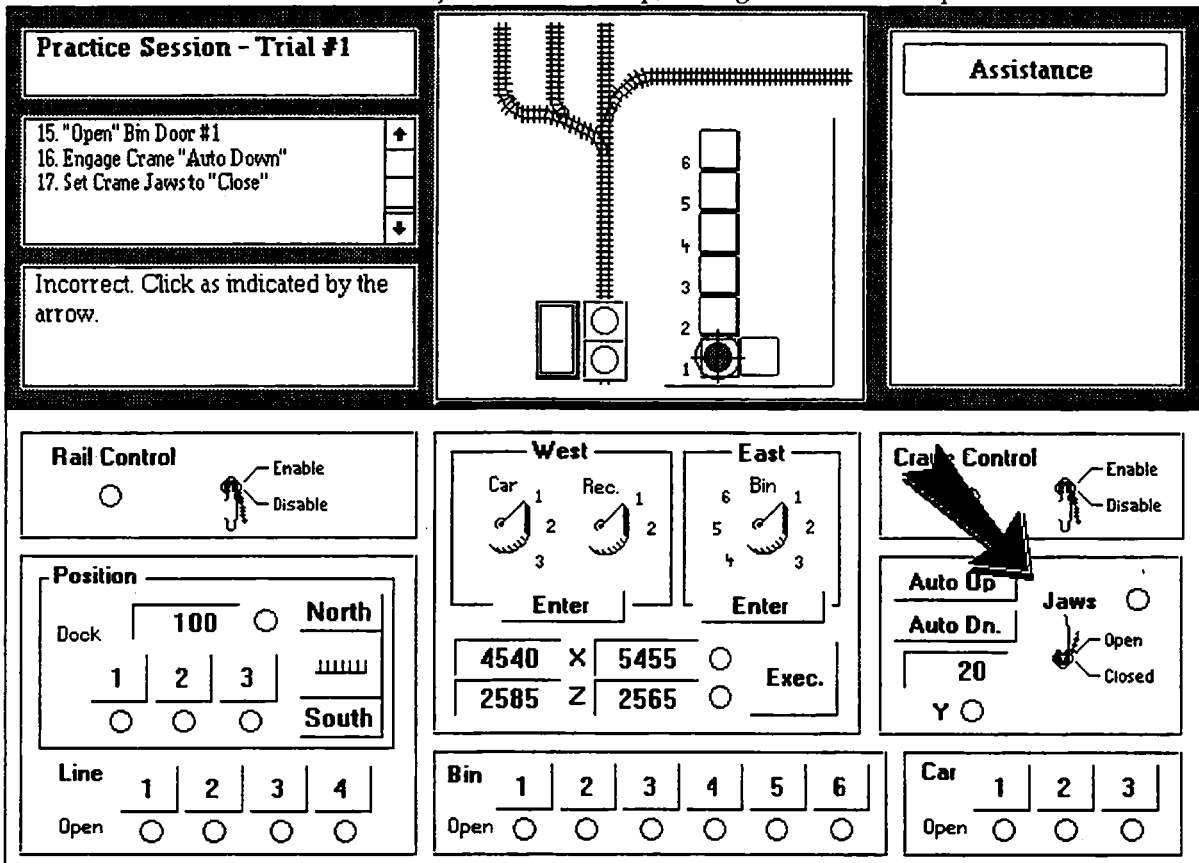 Practice Session - Trial #1
15. "Open" Bin Door #1
16. Engage Crane "Auto Down"
17. Set Crane Jaws to "Close"
Incorrect. Click as indicated by the
arrow.
6
5
4
3
2
1
Assistance
Rail Control
Enable
Disable
Position
Dock
100
North
1 2 3
South
Line
1 2 3 4
Open
West
Car 1 2 3
Rec. 1 2
Enter
East
Bin
6 1
5 2
4 3
Enter
4540 X 5455
2585 Z 2565
Exec.
Bin
1 2 3 4 5 6
Open
Control
Enable
Disable
Auto Up
Auto Dn.
20
Y
Jaws
Open
Closed
Car
1 2 3
Open